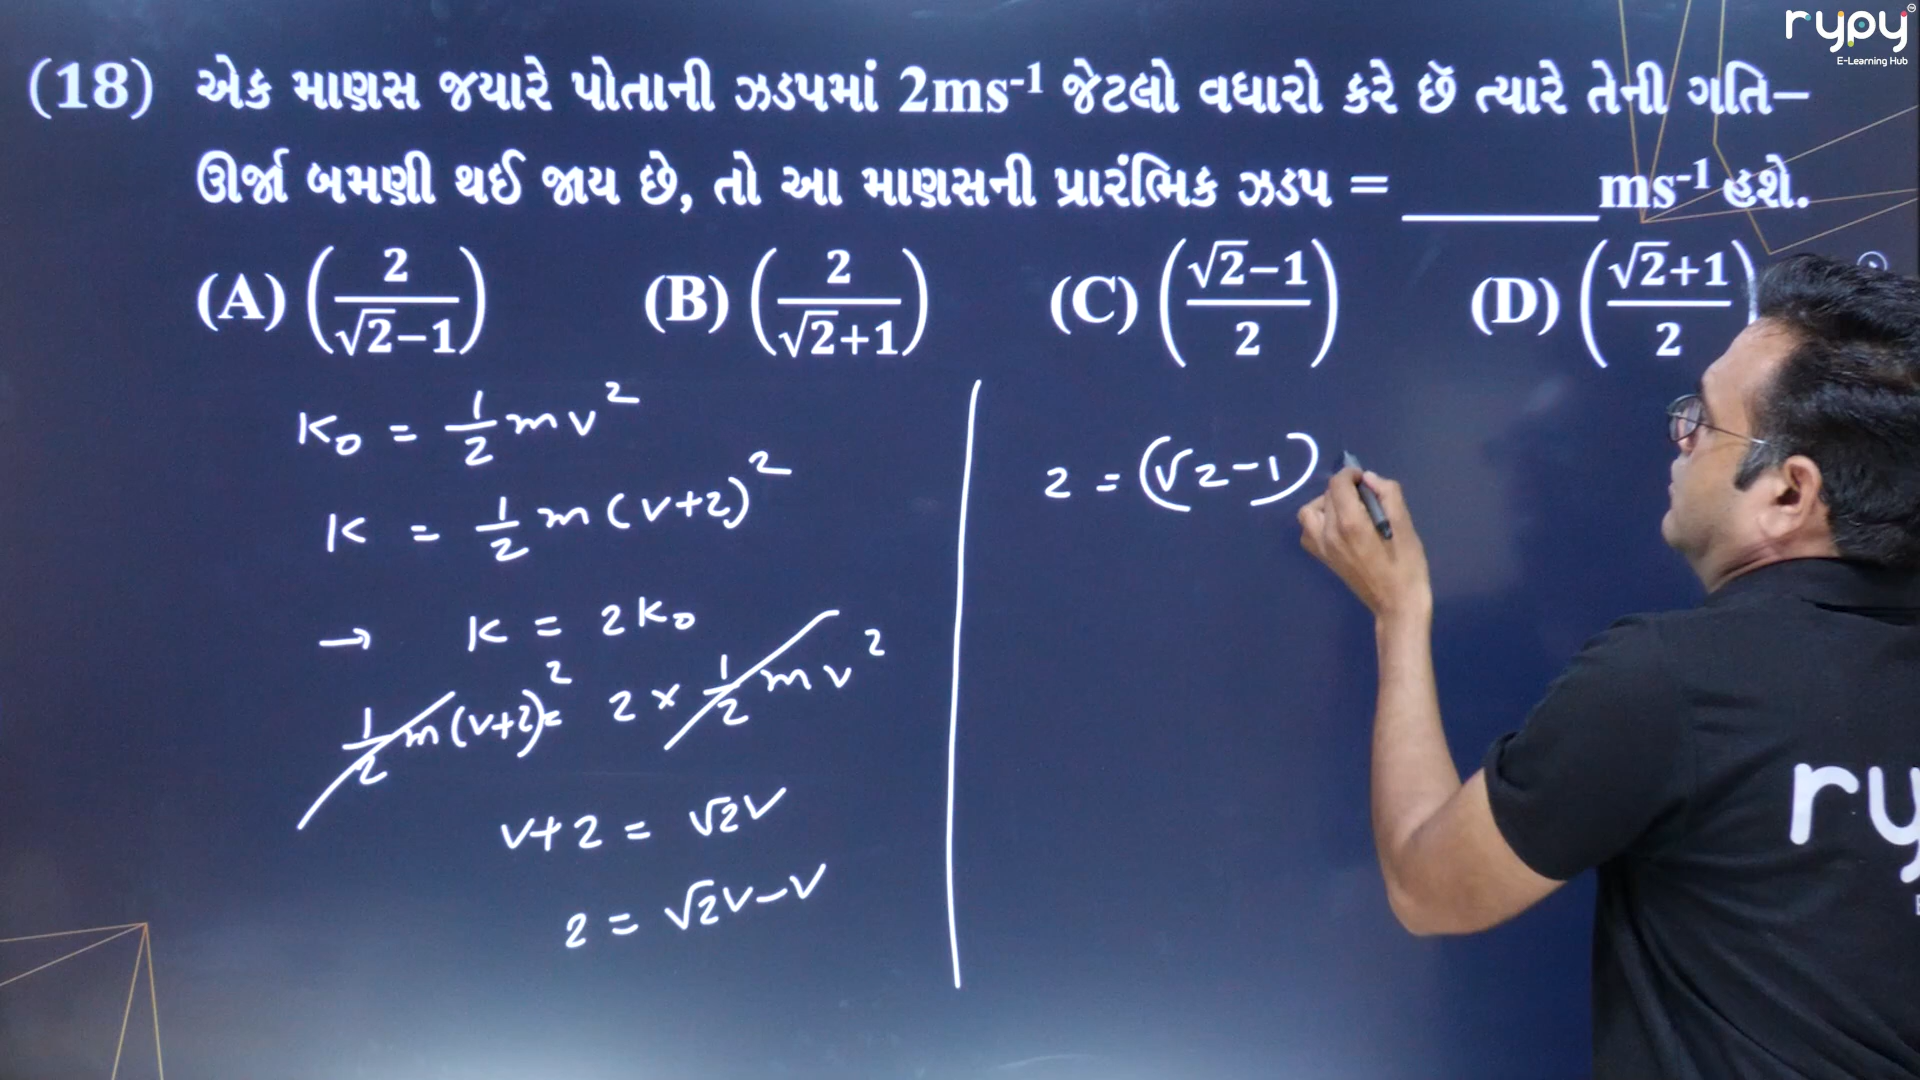 rypy
E-Learning Hub
(18) એક માણસ જયારે પોતાની ઝડપમાં 2ms⁻¹ જેટલો વધારો કરે છે ત્યારે તેની ગતિ–
ઊર્જા બમણી થઈ જાય છે, તો આ માણસની પ્રારંભિક ઝડપ = ______ ms⁻¹ હશે.
(A) (2/(√2−1)) (B) (2/(√2+1)) (C) ((√2−1)/2) (D) ((√2+1)/2)
K₀ = ½mv²
K = ½m(v+2)²
→ K = 2K₀
½m(v+2)² = 2 × ½mv²
v+2 = √2v
2 = √2v−v
2 = (√2−1)
ry